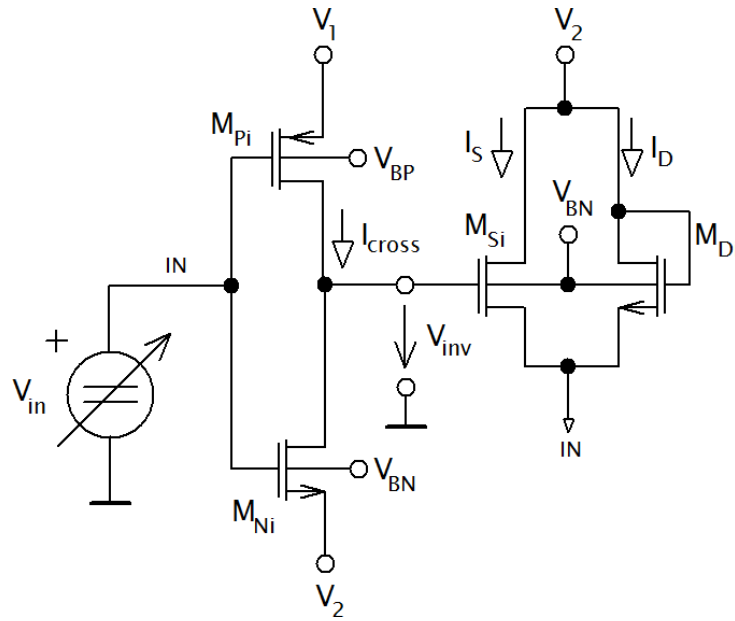 V1
V2
MPi
IS
ID
VBP
VBN
MSi
MD
Icross
IN
+
Vinv
Vin
IN
VBN
MNi
V2